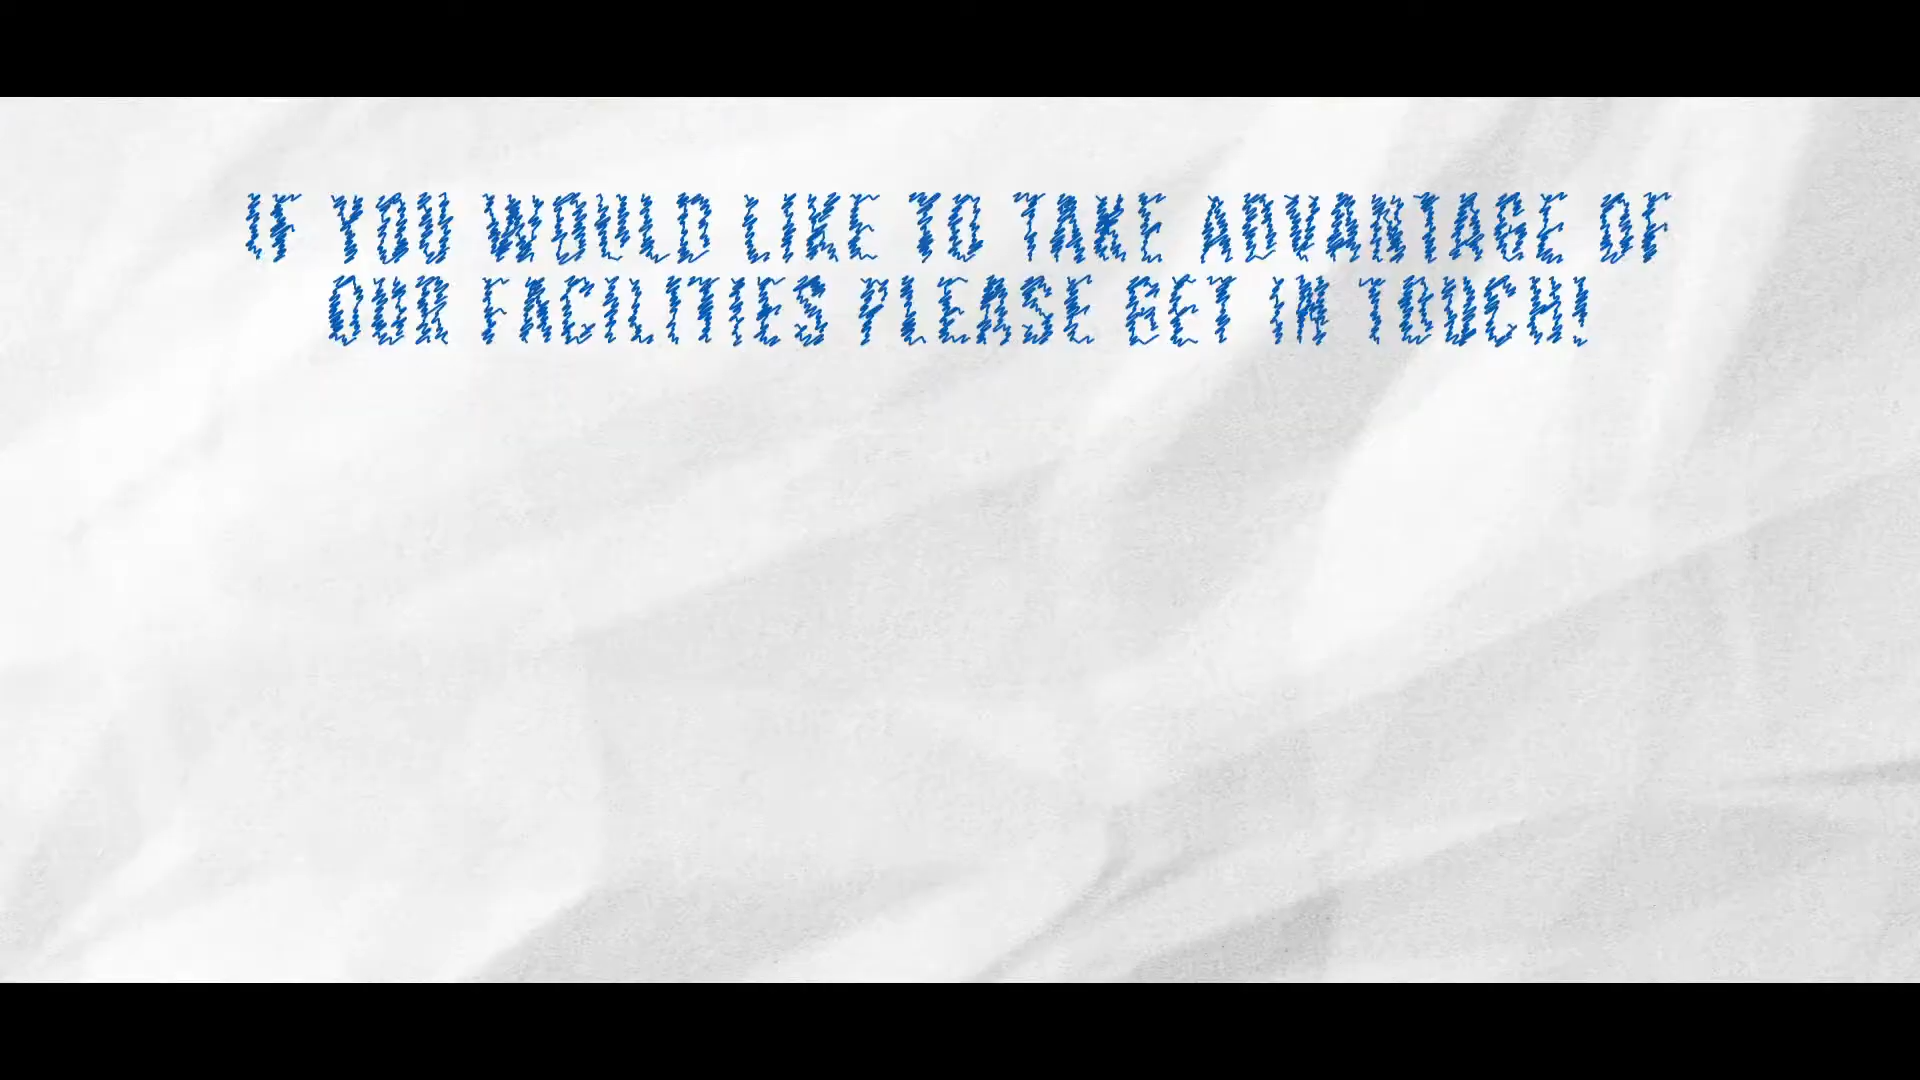 IF YOU WOULD LIKE TO TAKE ADVANTAGE OF
OUR FACILITIES PLEASE GET IN TOUCH!